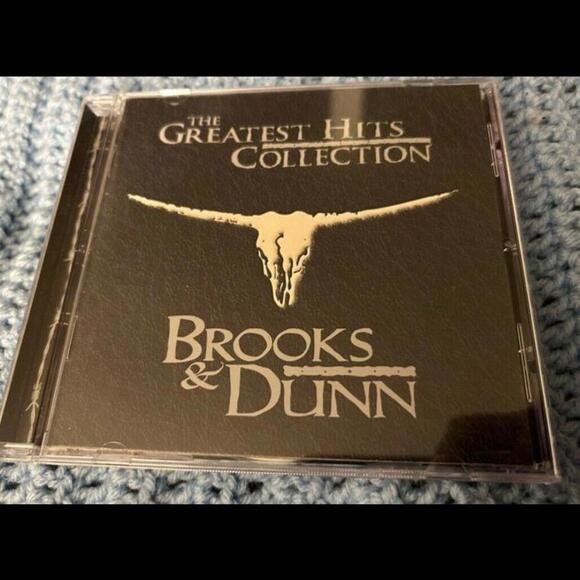 THE
GREATEST HITS
COLLECTION
BROOKS
& DUNN